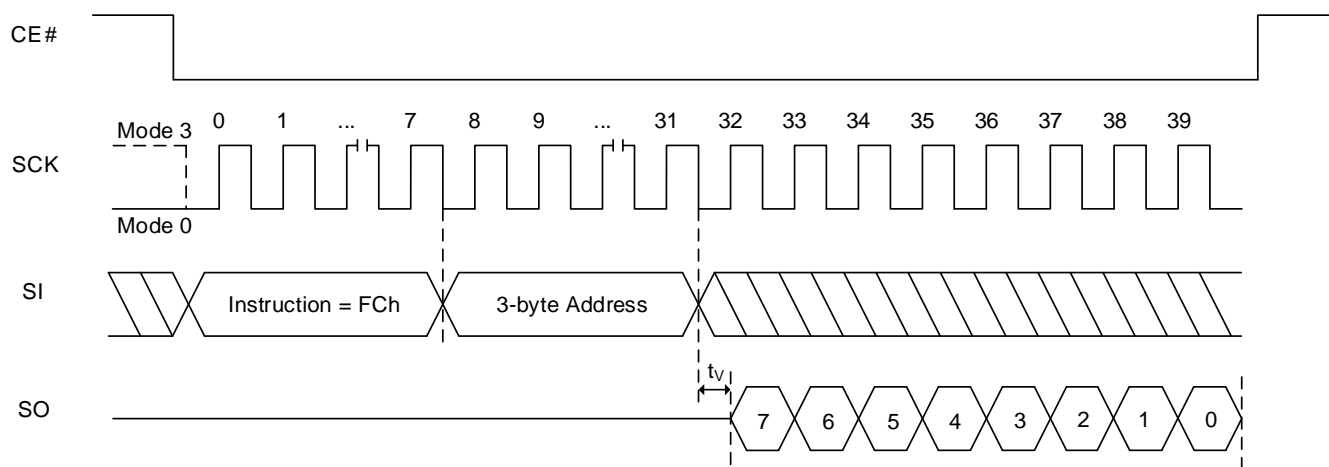 CE#
Mode 3
0 1 ... 7 8 9 ... 31 32 33 34 35 36 37 38 39
SCK
Mode 0
SI
Instruction = FCh
3-byte Address
tV
SO
7 6 5 4 3 2 1 0